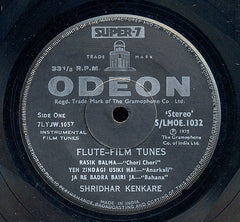 SUPER-7
TRADE MARK
33⅓ R.P.M.
ODEON
Regd. Trade Mark of The Gramophone Co. Ltd.
SIDE ONE
7LYJW.1057
INSTRUMENTAL
FILM TUNES
'Stereo'
S/LMOE.1032
℗ 1975
The Gramophone
Co. of India Ltd.
FLUTE-FILM TUNES
RASIK BALMA—"Chori Chori"
YEH ZINDAGI USIKI HAI—"Anarkali"
JA RE BADRA BAIRI JA—"Bahana"
SHRIDHAR KENKARE
MADE IN INDIA